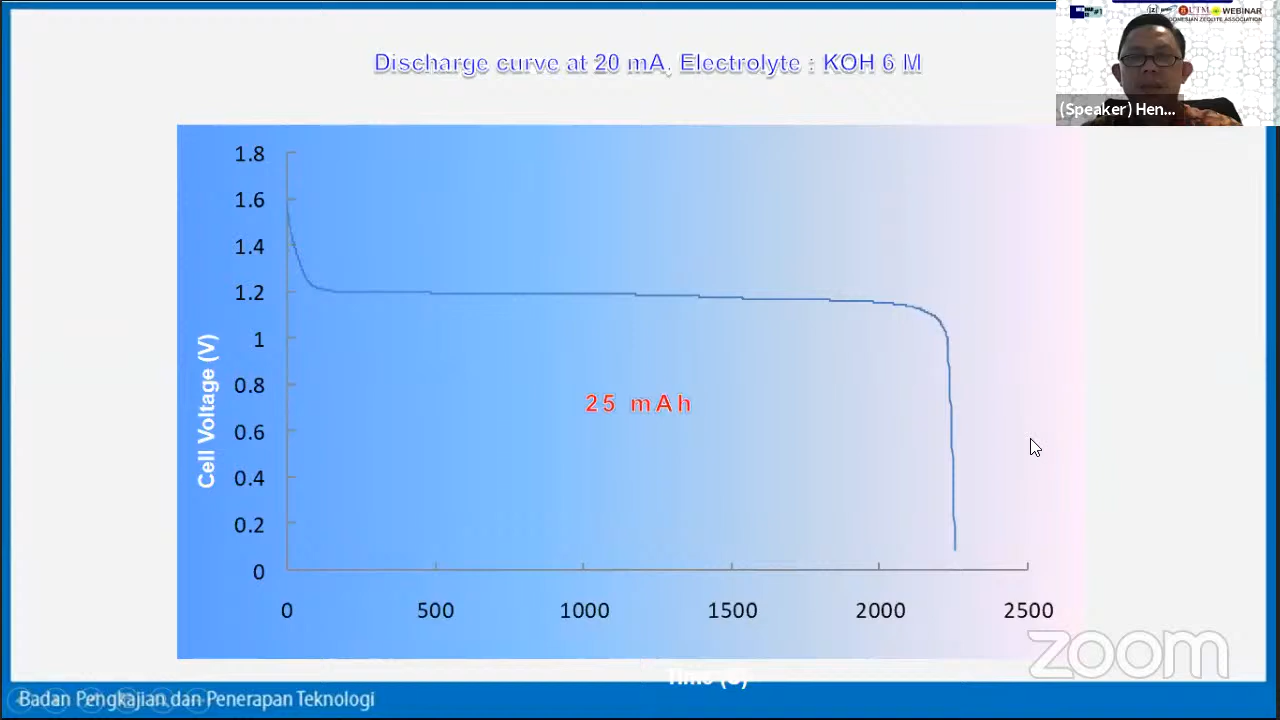 Discharge curve at 20 mA. Electrolyte : KOH 6 M
WEBINAR
(Speaker) Hen...
1.8
1.6
1.4
1.2
1
0.8
0.6
0.4
0.2
0
Cell Voltage (V)
25 mAh
0 500 1000 1500 2000 2500
zoom
Badan Pengkajian dan Penerapan Teknologi